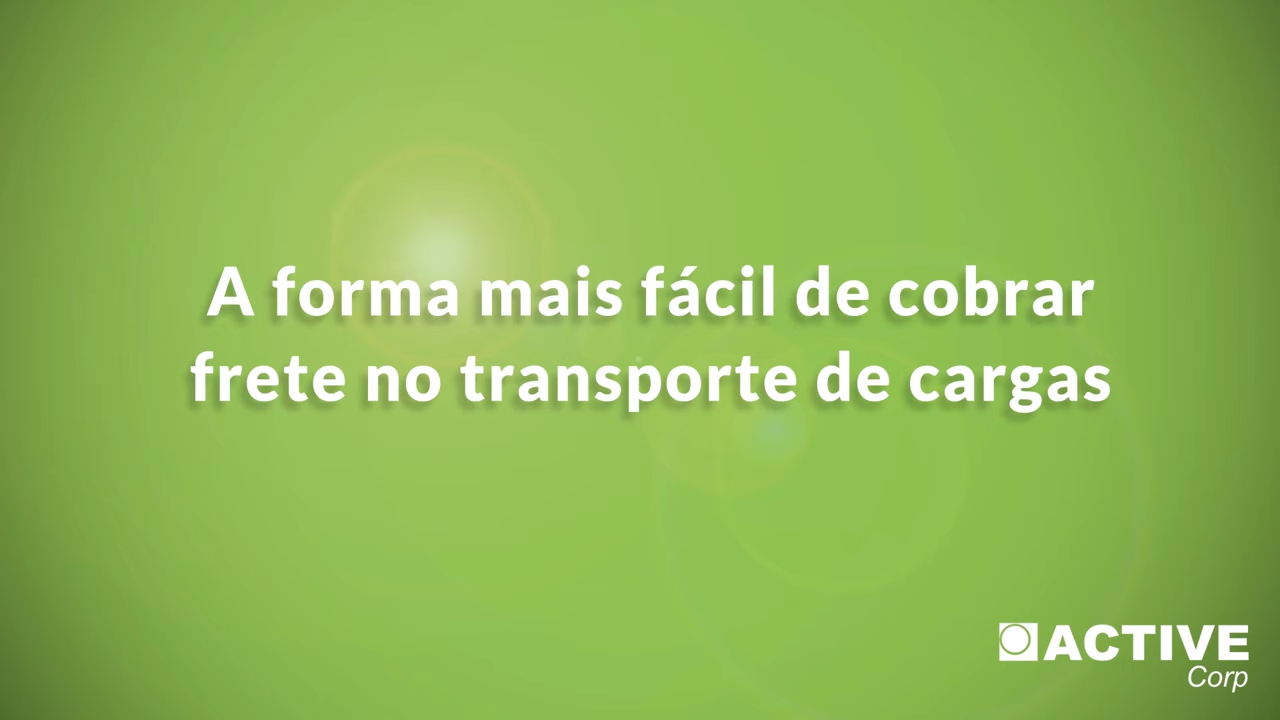 A forma mais fácil de cobrar
frete no transporte de cargas
ACTIVE
Corp